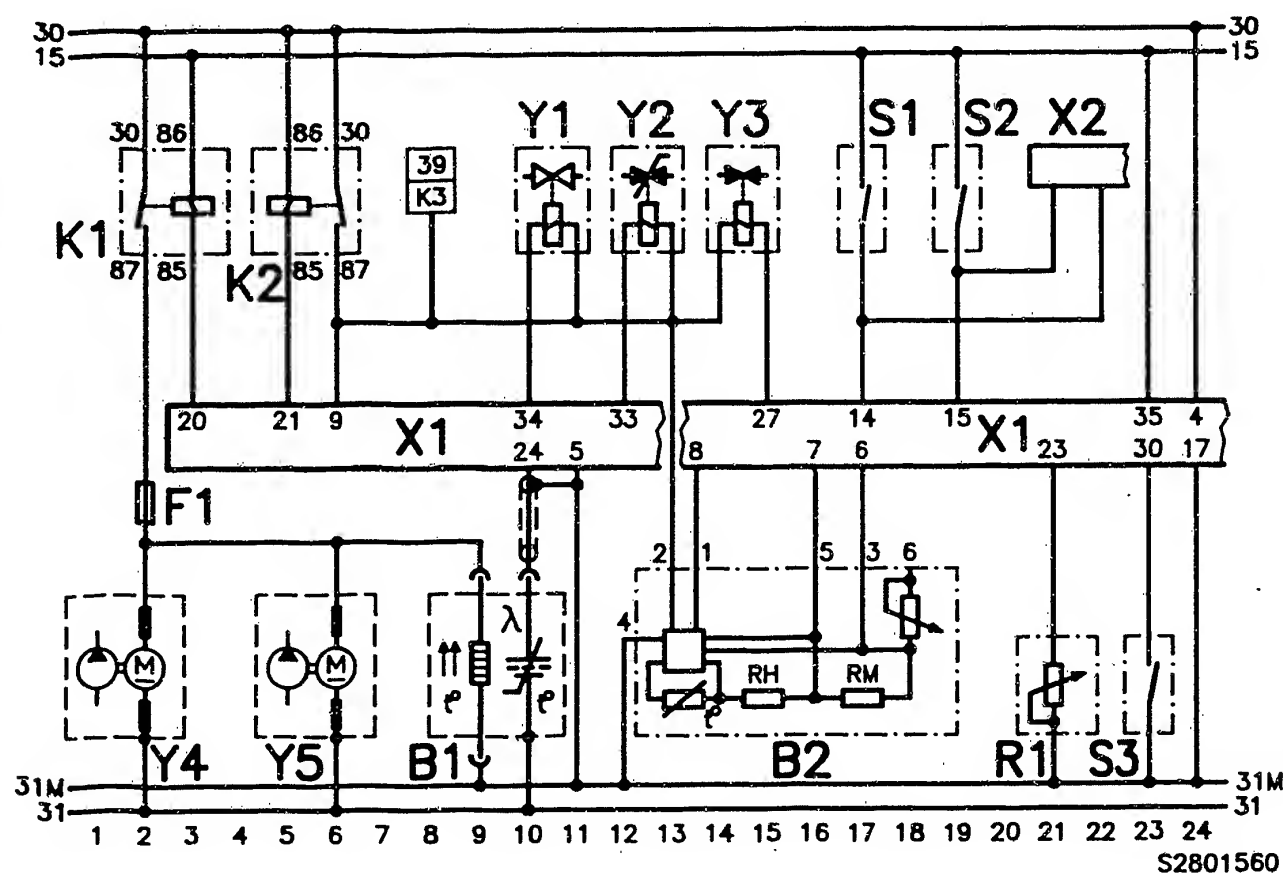 30 30
15 15
Y1 Y2 Y3 S1 S2 X2
30 86 86 30
39
K3
K1
87 85 K2 85 87
20 21 9 34 33 27 14 15 35 4
X1 X1
24 5 8 7 6 23 30 17
F1
2 1 5 3 6
λ 4
M M
RH RM
t° t° t°
Y4 Y5 B1 B2 R1 S3
31M 31M
31 31
1 2 3 4 5 6 7 8 9 10 11 12 13 14 15 16 17 18 19 20 21 22 23 24
S2801560